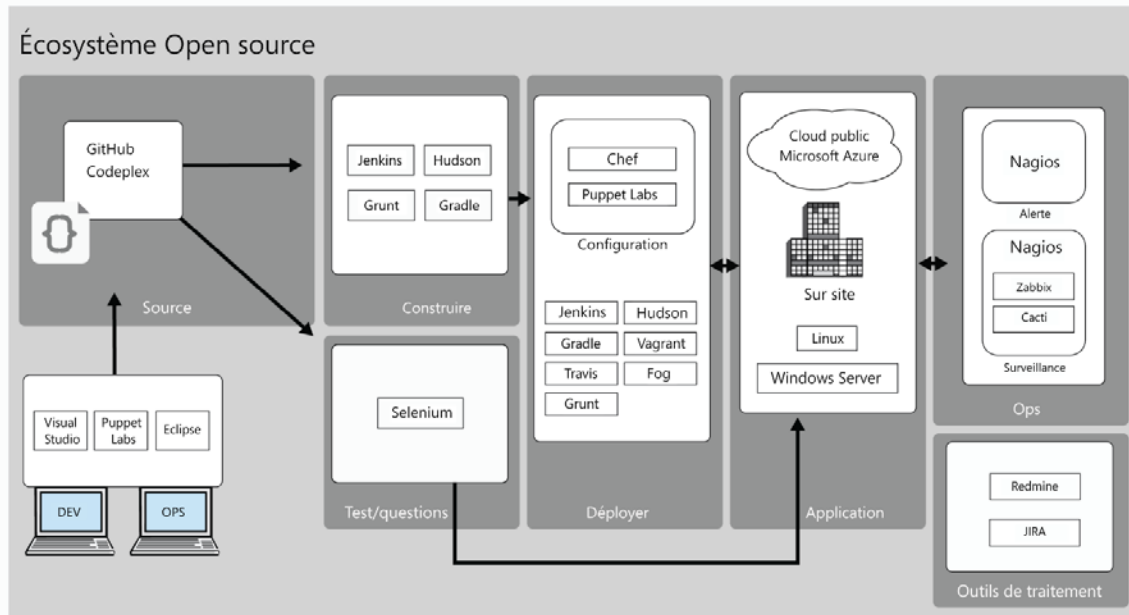 Écosystème Open source
GitHub
Codeplex
{}
Source
Visual
Studio
Puppet
Labs
Eclipse
DEV
OPS
Jenkins
Hudson
Grunt
Gradle
Construire
Selenium
Test/questions
Chef
Puppet Labs
Configuration
Jenkins
Hudson
Gradle
Vagrant
Travis
Fog
Grunt
Déployer
Cloud public
Microsoft Azure
Sur site
Linux
Windows Server
Application
Nagios
Alerte
Nagios
Zabbix
Cacti
Surveillance
Ops
Redmine
JIRA
Outils de traitement